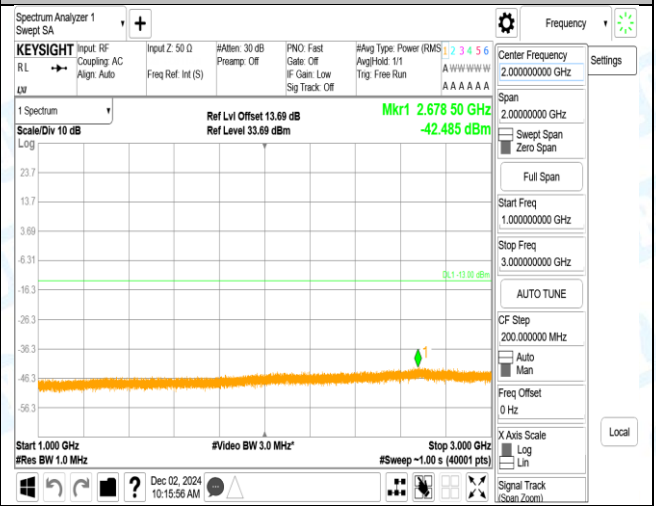 Spectrum Analyzer 1
Swept SA
Frequency
KEYSIGHT
RL
Input: RF
Coupling: AC
Align: Auto
Input Z: 50 Ω
Freq Ref: Int (S)
#Atten: 30 dB
Preamp: Off
PNO: Fast
Gate: Off
IF Gain: Low
Sig Track: Off
#Avg Type: Power (RMS
Avg|Hold: 1/1
Trig: Free Run
1 2 3 4 5 6
A W W W W W
A A A A A A
Settings
1 Spectrum
Scale/Div 10 dB
Log
Ref Lvl Offset 13.69 dB
Ref Level 33.69 dBm
Mkr1 2.678 50 GHz
-42.485 dBm
23.7
13.7
3.69
-6.31
-16.3
-26.3
-36.3
-46.3
-56.3
DL1 -13.00 dBm
1
Start 1.000 GHz
#Res BW 1.0 MHz
#Video BW 3.0 MHz*
Stop 3.000 GHz
#Sweep ~1.00 s (40001 pts)
Center Frequency
2.000000000 GHz
Span
2.00000000 GHz
Swept Span
Zero Span
Full Span
Start Freq
1.000000000 GHz
Stop Freq
3.000000000 GHz
AUTO TUNE
CF Step
200.000000 MHz
Auto
Man
Freq Offset
0 Hz
X Axis Scale
Log
Lin
Signal Track
(Span Zoom)
Local
?
Dec 02, 2024
10:15:56 AM